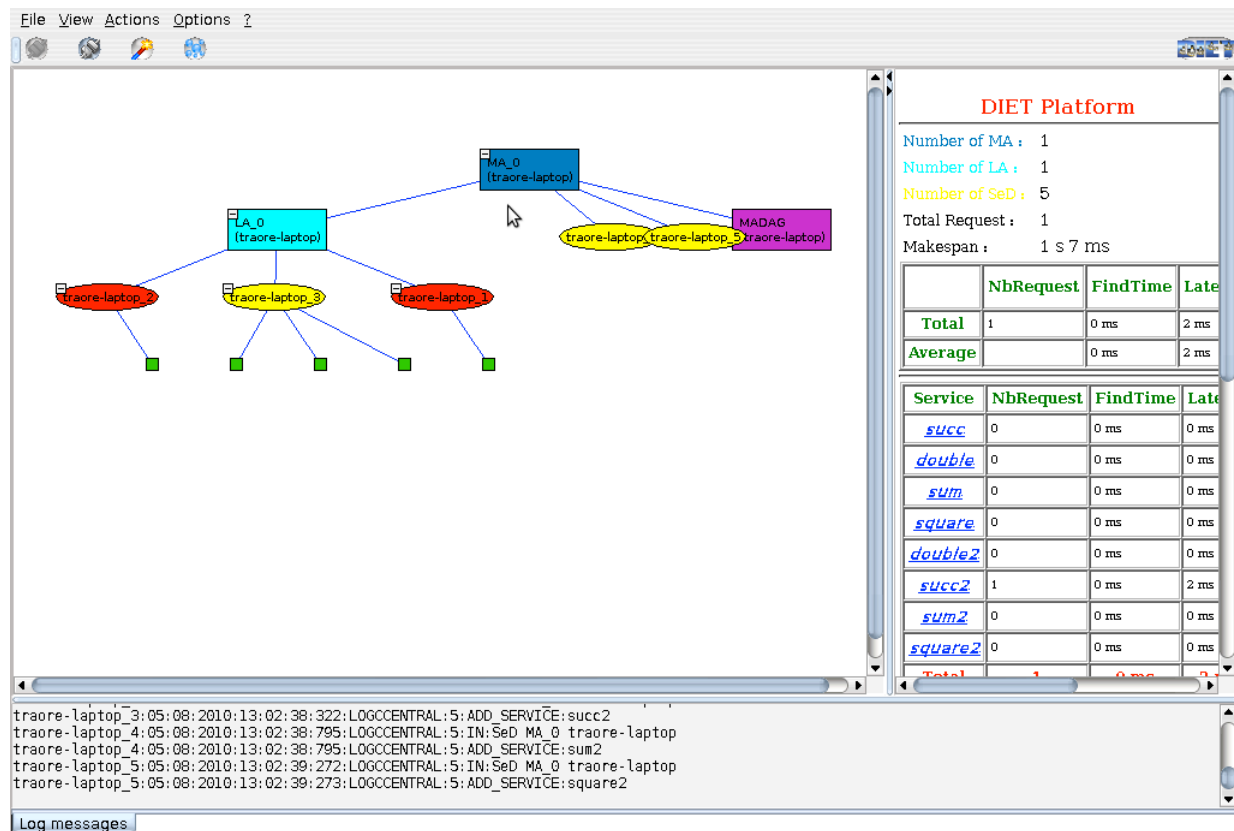 File View Actions Options ?
DIET
MA_0
(traore-laptop)
LA_0
(traore-laptop)
traore-laptop traore-laptop_5
MADAG
traore-laptop)
traore-laptop_2
traore-laptop_3
traore-laptop_1
DIET Platform
Number of MA : 1
Number of LA : 1
Number of SeD : 5
Total Request : 1
Makespan : 1 s 7 ms
NbRequest FindTime Late
Total 1 0 ms 2 ms
Average 0 ms 2 ms
Service NbRequest FindTime Late
succ 0 0 ms 0 ms
double 0 0 ms 0 ms
sum 0 0 ms 0 ms
square 0 0 ms 0 ms
double2 0 0 ms 0 ms
succ2 1 0 ms 2 ms
sum2 0 0 ms 0 ms
square2 0 0 ms 0 ms
Total 1 0 ms
traore-laptop_3:05:08:2010:13:02:38:322:LOGCCENTRAL:5:ADD_SERVICE:succ2
traore-laptop_4:05:08:2010:13:02:38:795:LOGCCENTRAL:5:IN:SeD MA_0 traore-laptop
traore-laptop_4:05:08:2010:13:02:38:795:LOGCCENTRAL:5:ADD_SERVICE:sum2
traore-laptop_5:05:08:2010:13:02:39:272:LOGCCENTRAL:5:IN:SeD MA_0 traore-laptop
traore-laptop_5:05:08:2010:13:02:39:273:LOGCCENTRAL:5:ADD_SERVICE:square2
Log messages